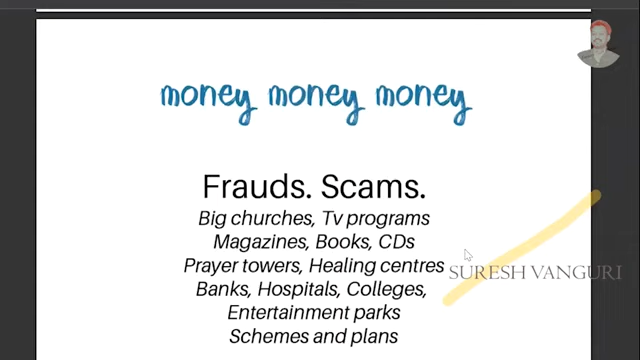 money money money
Frauds. Scams.
Big churches, Tv programs
Magazines, Books, CDs
Prayer towers, Healing centres
SURESH VANGURI
Banks, Hospitals, Colleges,
Entertainment parks
Schemes and plans